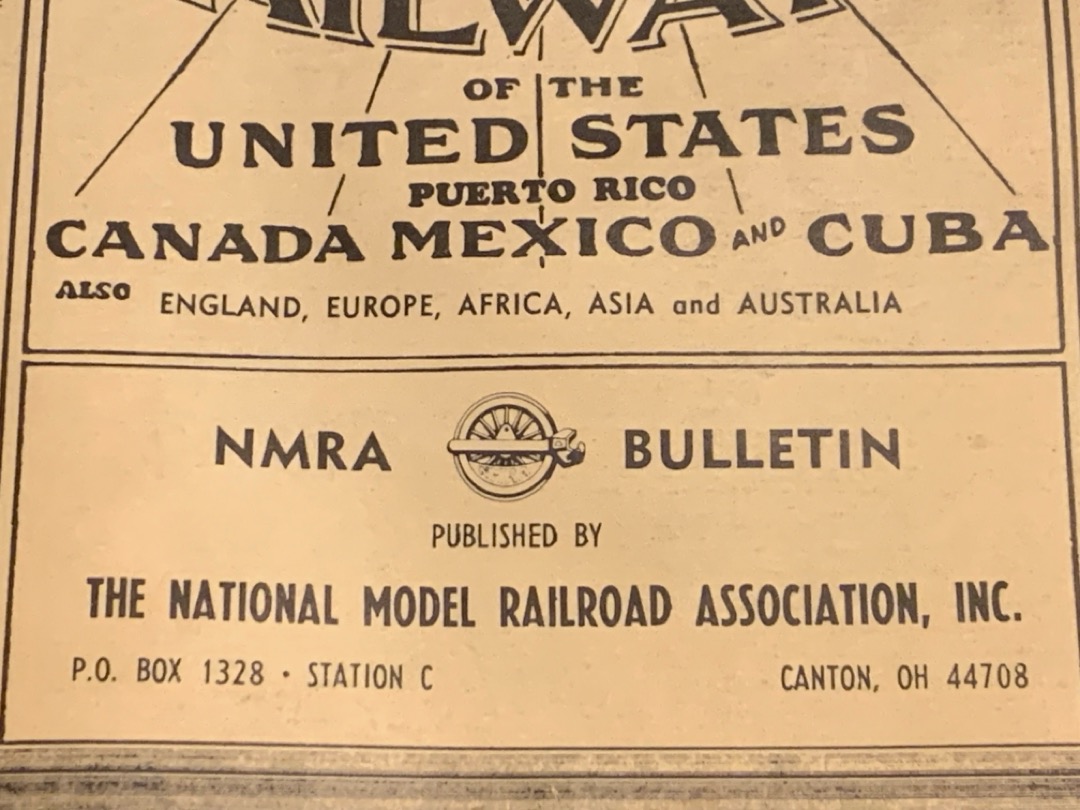 OF THE
UNITED STATES
PUERTO RICO
CANADA MEXICO AND CUBA
ALSO ENGLAND, EUROPE, AFRICA, ASIA and AUSTRALIA
NMRA BULLETIN
PUBLISHED BY
THE NATIONAL MODEL RAILROAD ASSOCIATION, INC.
P.O. BOX 1328 · STATION C CANTON, OH 44708